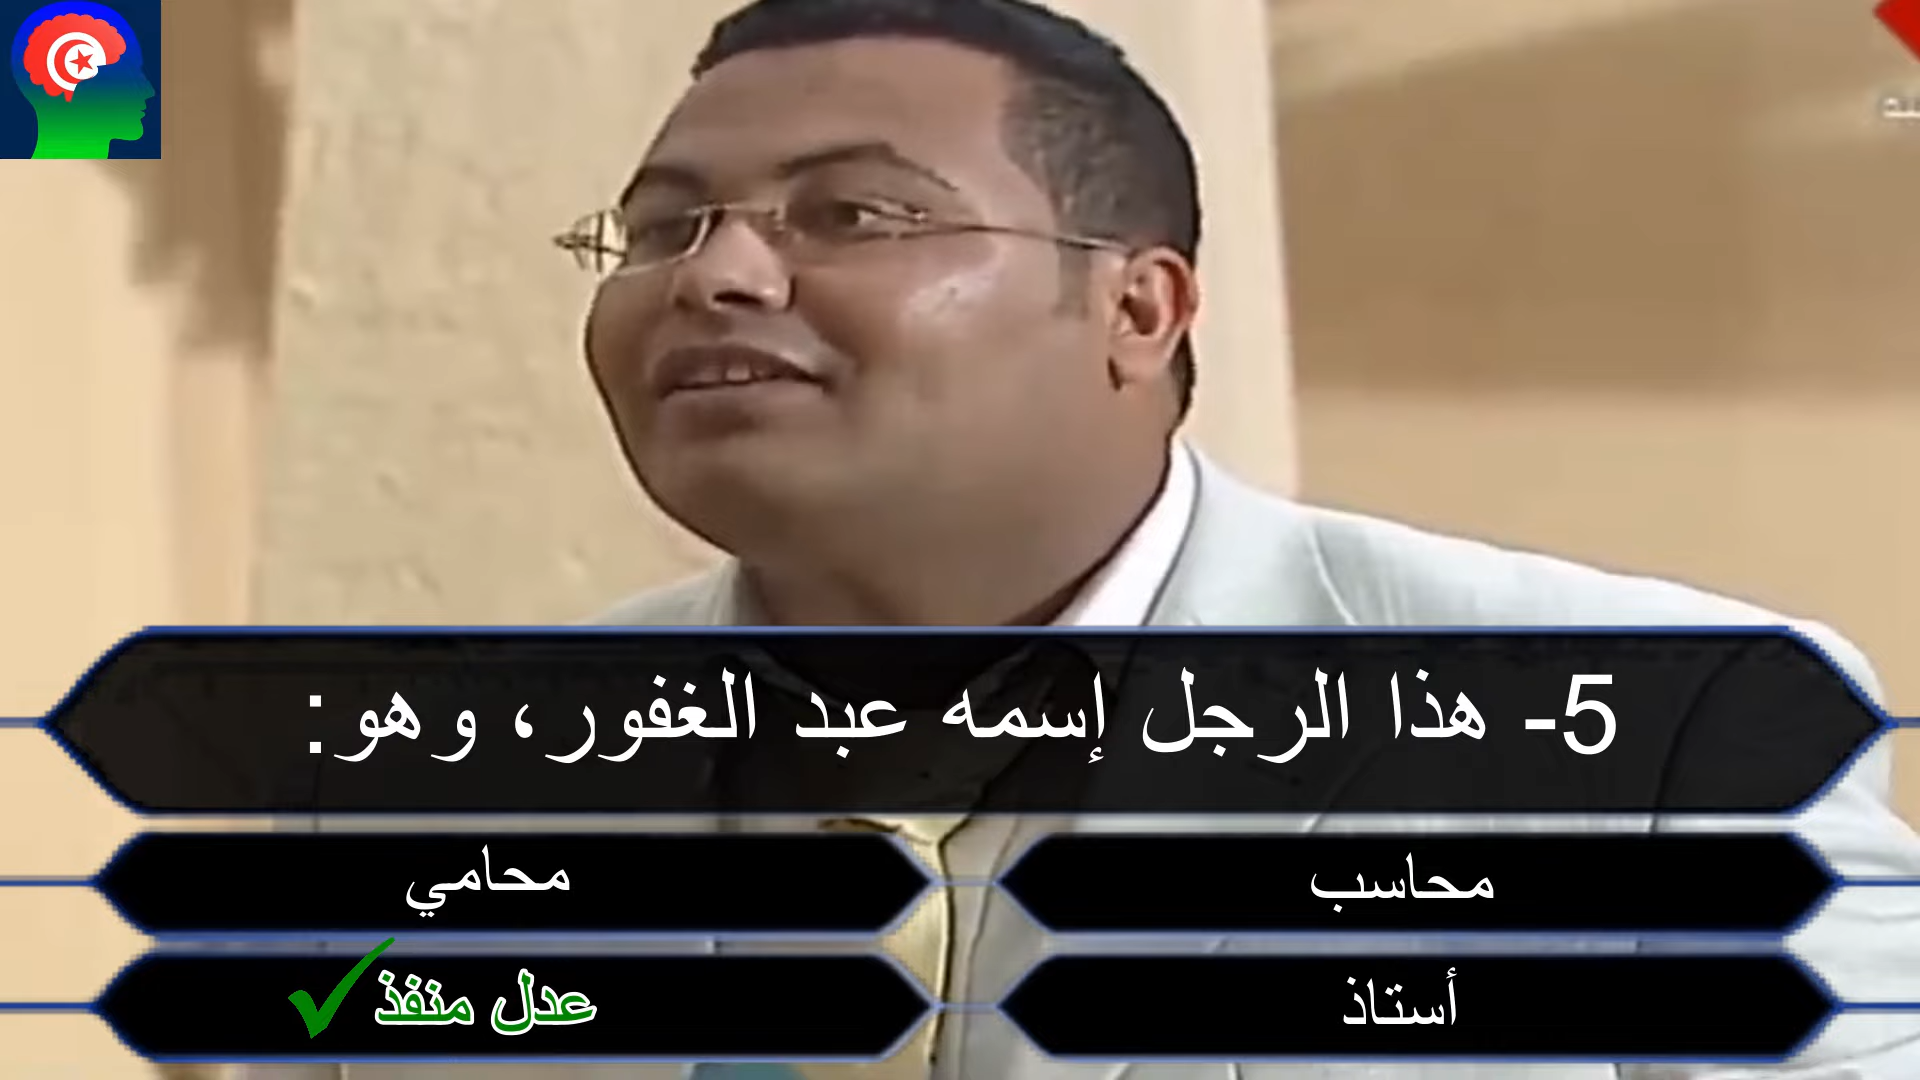 5- هذا الرجل إسمه عبد الغفور، وهو:
محاسب
محامي
أستاذ
عدل منفذ